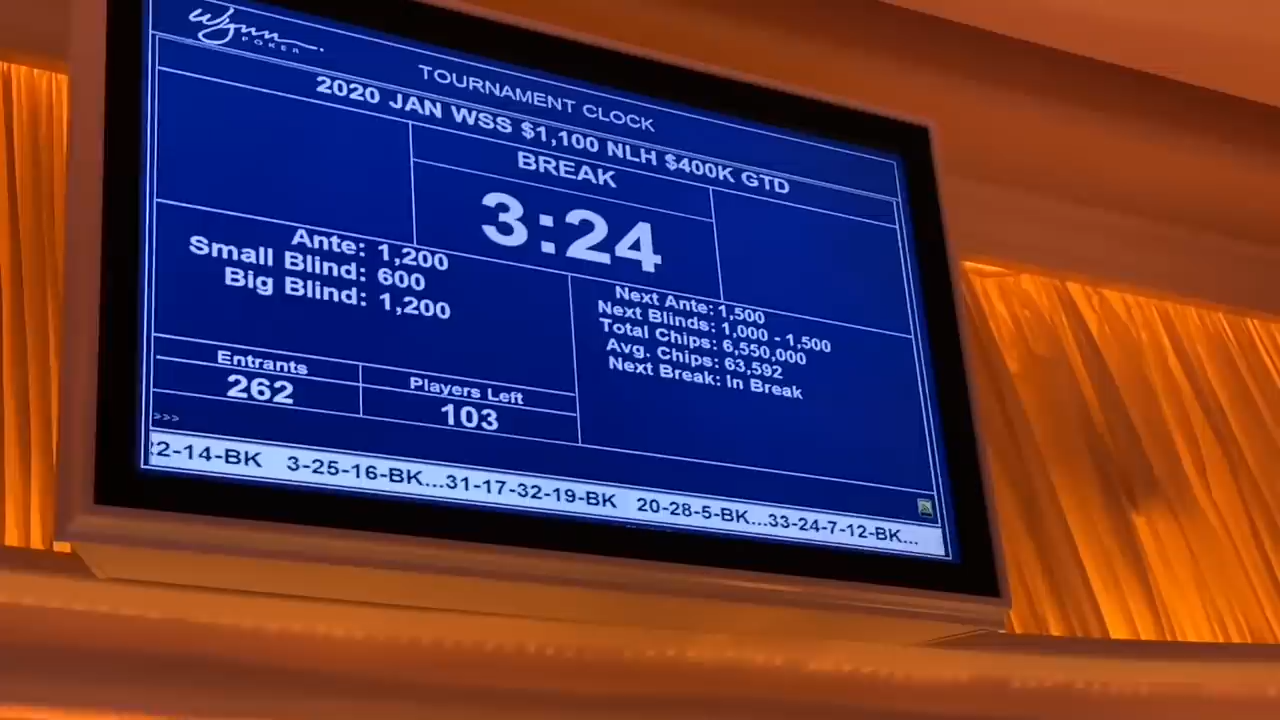 Wynn
POKER
TOURNAMENT CLOCK
2020 JAN WSS $1,100 NLH $400K GTD
BREAK
3:24
Ante: 1,200
Small Blind: 600
Big Blind: 1,200
Next Ante: 1,500
Next Blinds: 1,000 - 1,500
Total Chips: 6,550,000
Avg. Chips: 63,592
Next Break: In Break
Entrants
262
Players Left
103
>>>
2-14-BK 3-25-16-BK...31-17-32-19-BK 20-28-5-BK...33-24-7-12-BK...